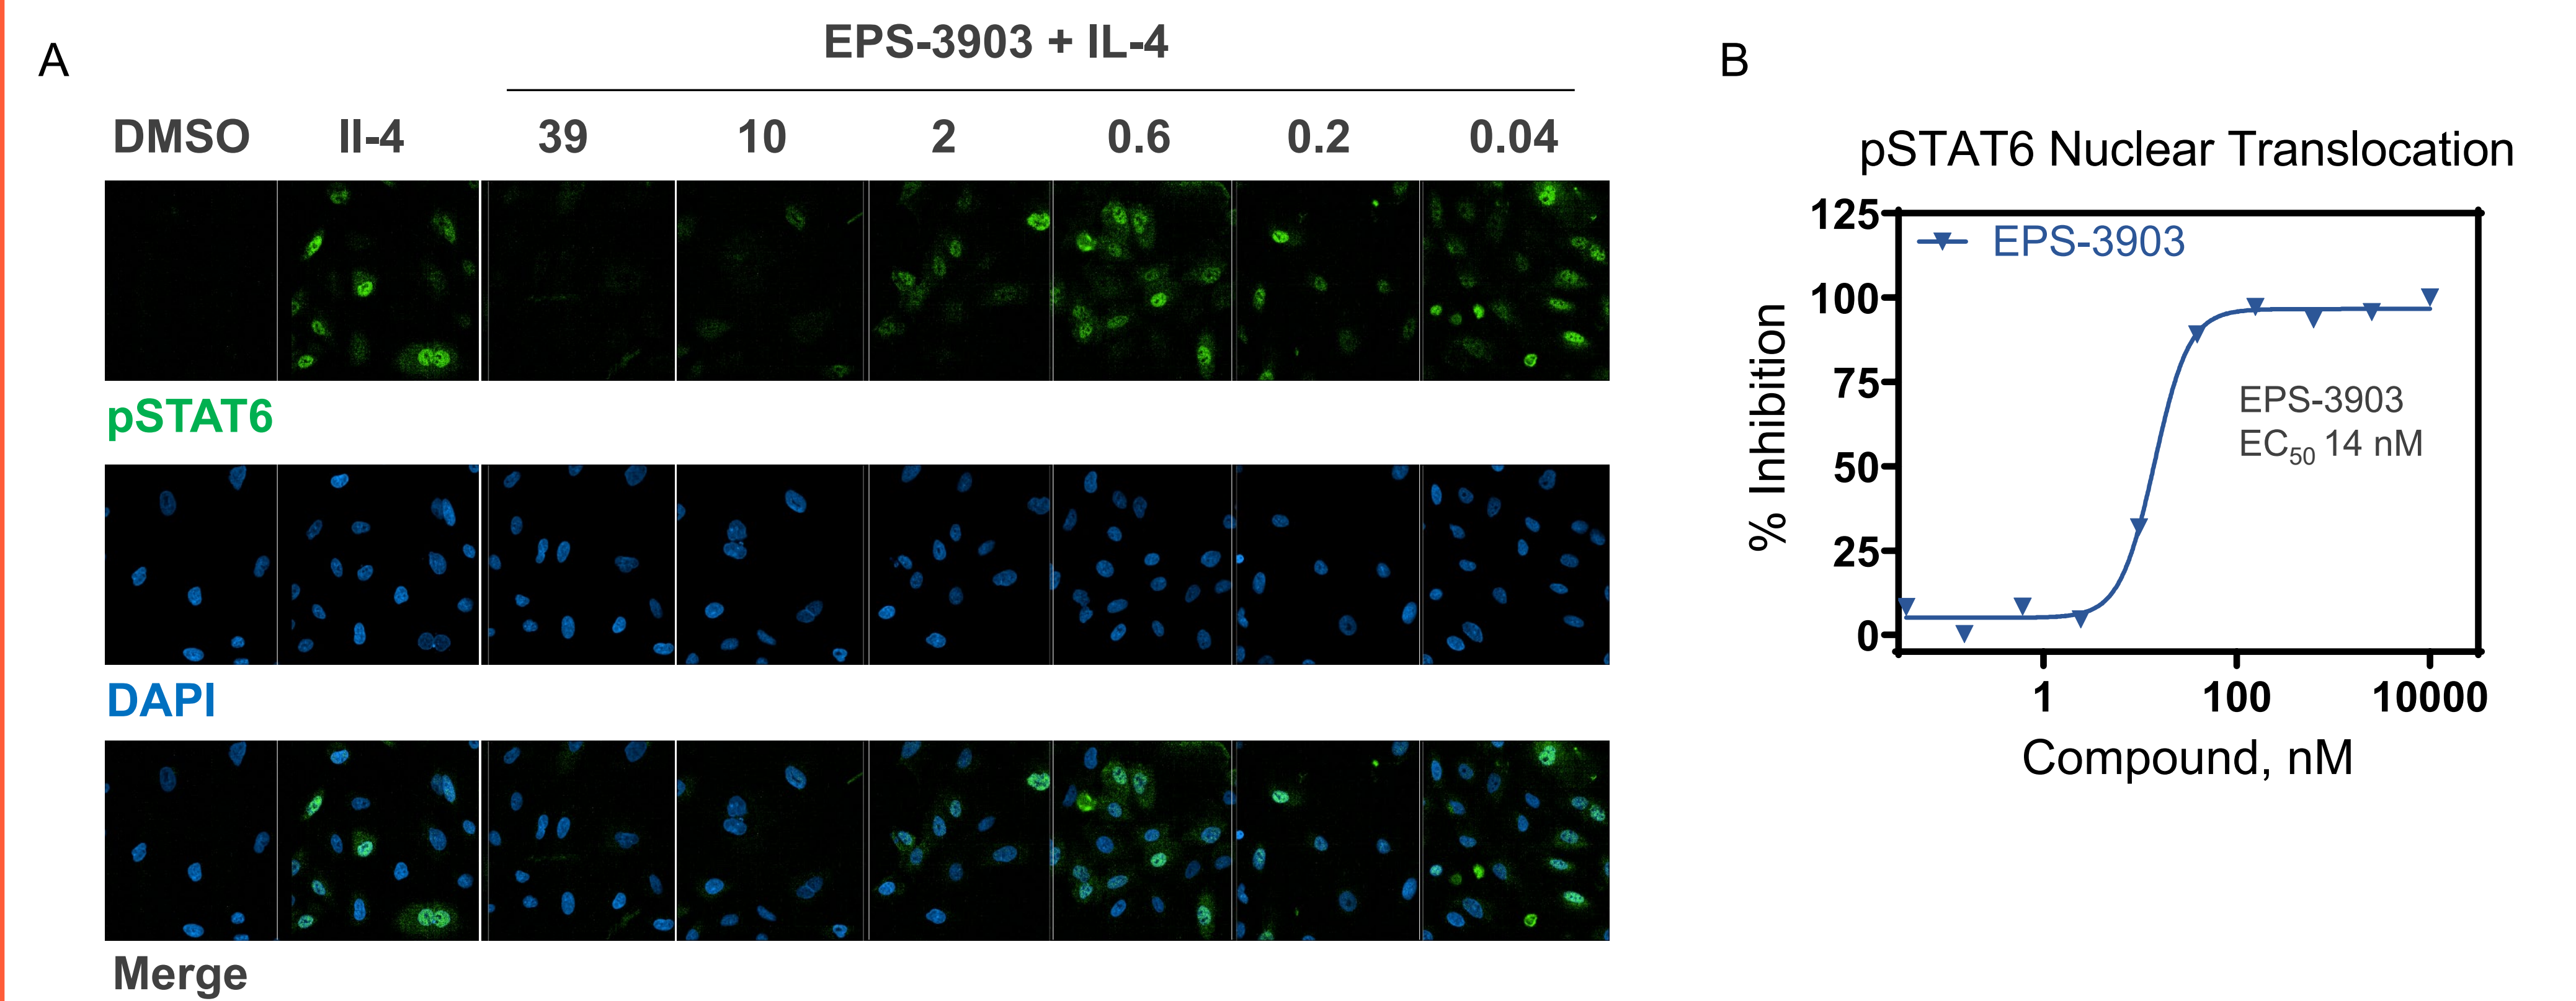 A
EPS-3903 + IL-4
DMSO Il-4 39 10 2 0.6 0.2 0.04
pSTAT6
DAPI
Merge
B
pSTAT6 Nuclear Translocation
125
100
75
50
25
0
% Inhibition
EPS-3903
EPS-3903
EC50 14 nM
1 100 10000
Compound, nM